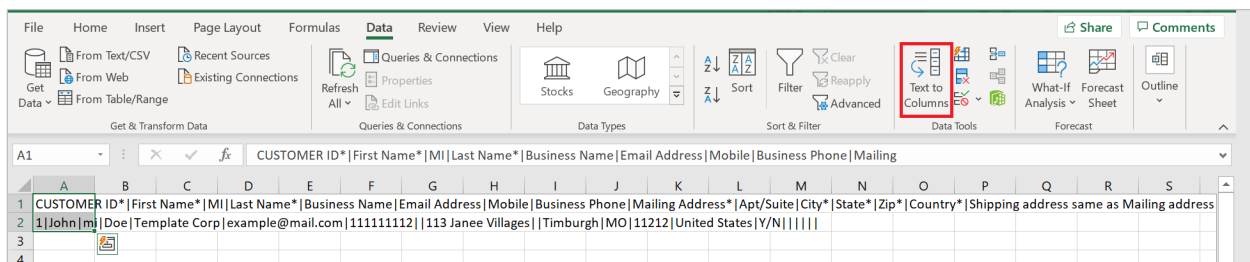 File Home Insert Page Layout Formulas Data Review View Help Share Comments
From Text/CSV Recent Sources Queries & Connections Clear
From Web Existing Connections Properties Reapply
From Table/Range Edit Links Advanced
Get Data
Refresh All
Stocks Geography
Sort Filter
Text to Columns
What-If Analysis Forecast Sheet
Outline
Get & Transform Data Queries & Connections Data Types Sort & Filter Data Tools Forecast
A1 fx CUSTOMER ID*|First Name*|MI|Last Name*|Business Name|Email Address|Mobile|Business Phone|Mailing
A B C D E F G H I J K L M N O P Q R S
1 CUSTOMER ID*|First Name*|MI|Last Name*|Business Name|Email Address|Mobile|Business Phone|Mailing Address*|Apt/Suite|City*|State*|Zip*|Country*|Shipping address same as Mailing address
2 1|John|mi|Doe|Template Corp|example@mail.com|111111112||113 Janee Villages||Timburgh|MO|11212|United States|Y/N||||||
3
4